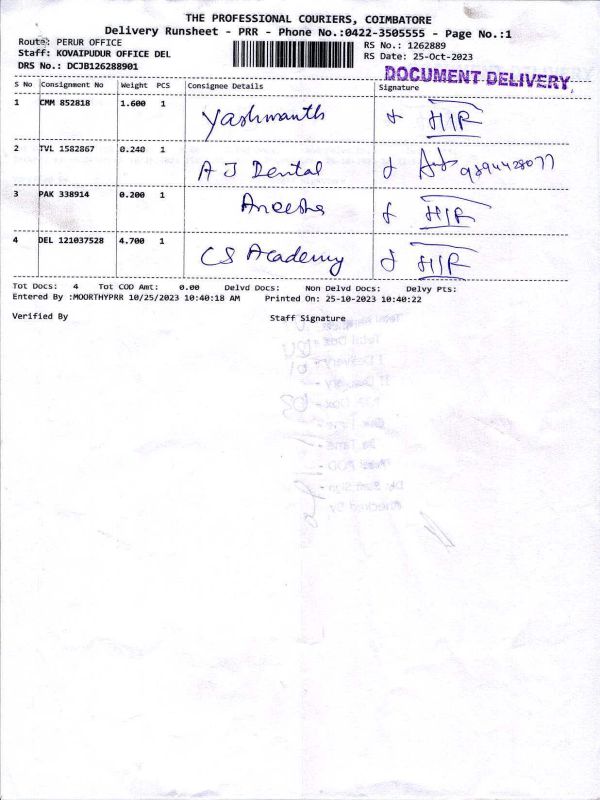 THE PROFESSIONAL COURIERS, COIMBATORE
Delivery Runsheet - PRR - Phone No.:0422-3505555 - Page No.:1
Route: PERUR OFFICE
RS No.: 1262889
Staff: KOVAIPUDUR OFFICE DEL
RS Date: 25-Oct-2023
DRS No.: DCJB126288901
DOCUMENT DELIVERY
S No Consignment No Weight PCS Consignee Details Signature
1 CMM 852818 1.600 1 Yashwanth HIR
2 TVL 1582867 0.240 1 A J Dental
3 PAK 338914 0.200 1 Aneesha HIR
4 DEL 121037528 4.700 1 CS Academy HIR
Tot Docs: 4 Tot COD Amt: 0.00 Delvd Docs: Non Delvd Docs: Delvy Pts:
Entered By :MOORTHYPRR 10/25/2023 10:40:18 AM Printed On: 25-10-2023 10:40:22
Verified By Staff Signature